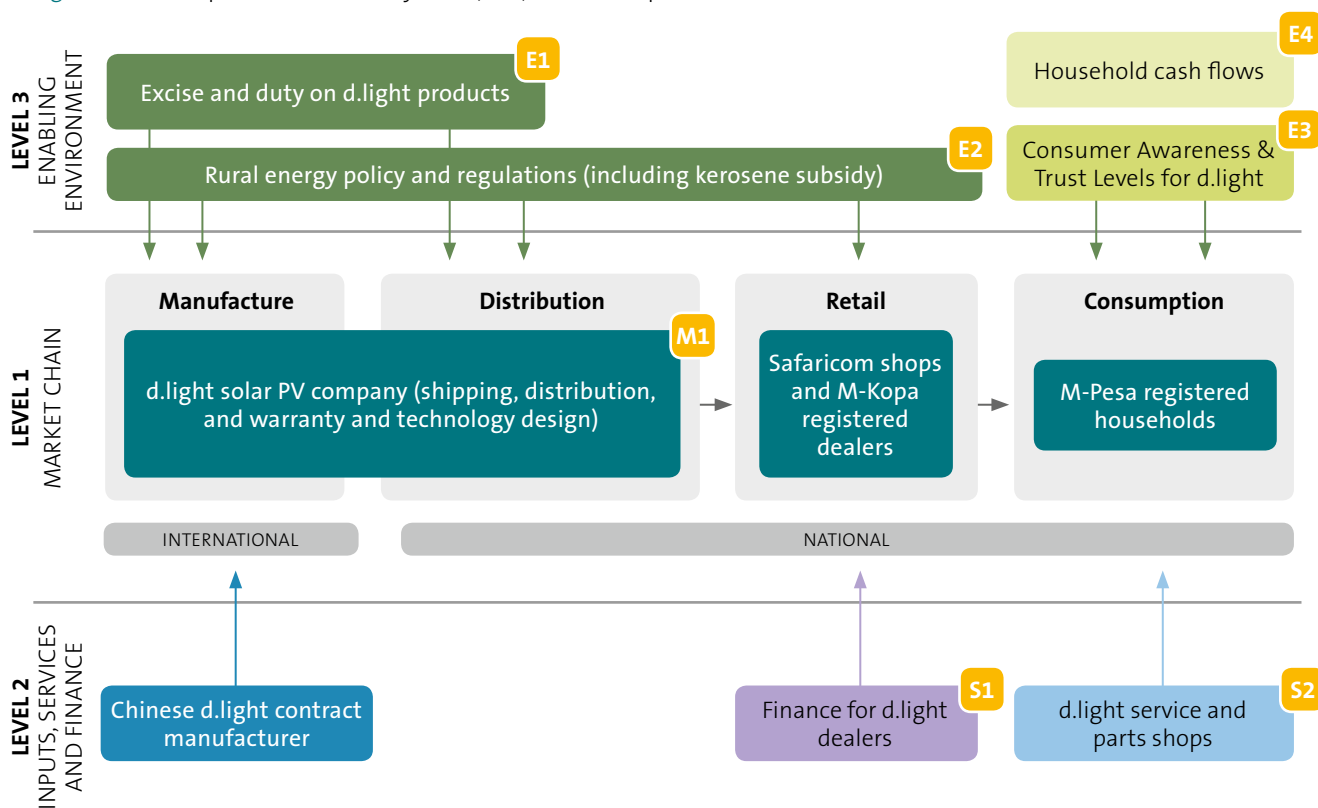 E4
E1
Household cash flows
Excise and duty on d.light products
LEVEL 3
ENABLING
ENVIRONMENT
E2
E3
Consumer Awareness &
Trust Levels for d.light
Rural energy policy and regulations (including kerosene subsidy)
Manufacture
Distribution
Retail
Consumption
M1
LEVEL 1
MARKET CHAIN
d.light solar PV company (shipping, distribution,
and warranty and technology design)
Safaricom shops
and M-Kopa
registered
dealers
M-Pesa registered
households
INTERNATIONAL
NATIONAL
LEVEL 2
INPUTS, SERVICES
AND FINANCE
S1
S2
Chinese d.light contract
manufacturer
Finance for d.light
dealers
d.light service and
parts shops